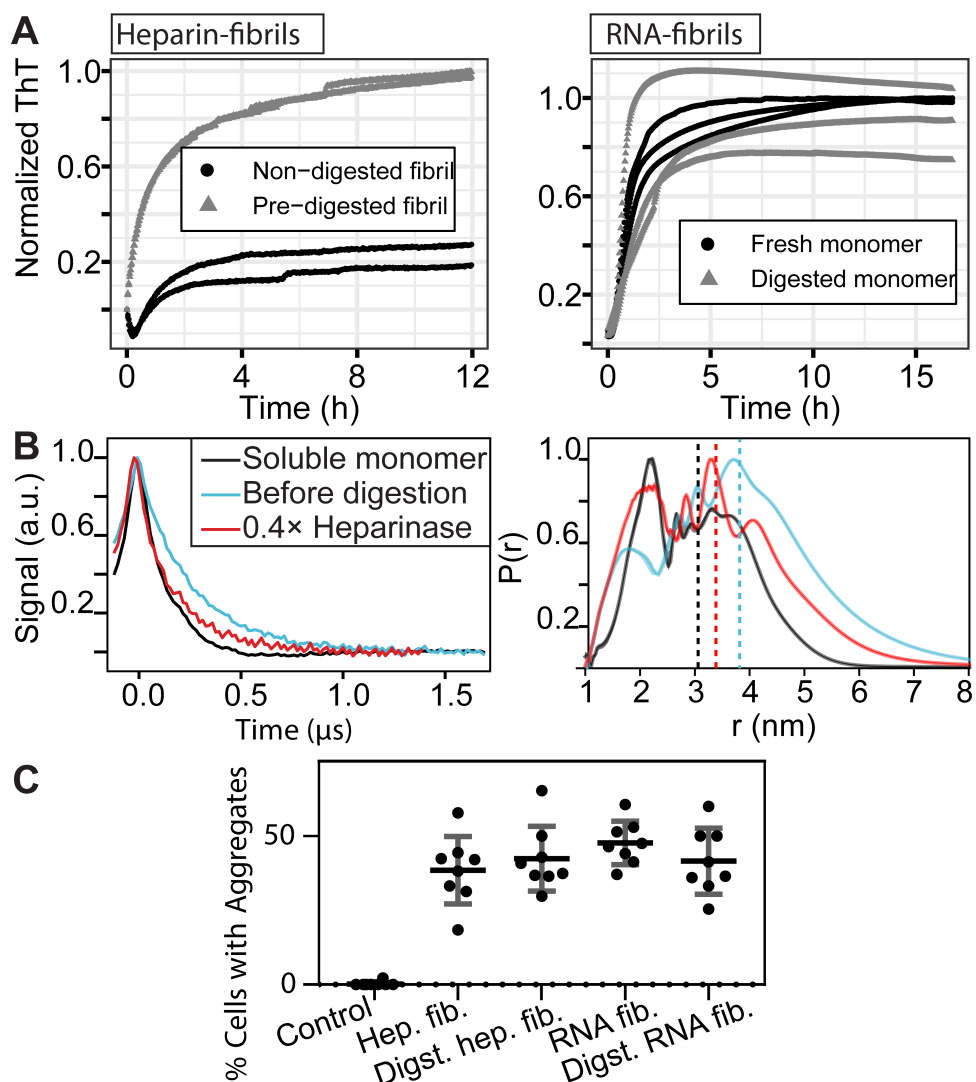 A
Heparin-fibrils
RNA-fibrils
Normalized ThT
1.0
0.6
0.2
Non-digested fibril
Pre-digested fibril
0 4 8 12
Time (h)
1.0
0.6
0.2
Fresh monomer
Digested monomer
0 5 10 15
Time (h)
B
Signal (a.u.)
1.0
0.6
0.2
Soluble monomer
Before digestion
0.4× Heparinase
0.0 0.5 1.0 1.5
Time (μs)
P(r)
1.0
0.6
0.2
1 2 3 4 5 6 7 8
r (nm)
C
% Cells with Aggregates
50
0
Control
Hep. fib.
Digst. hep. fib.
RNA fib.
Digst. RNA fib.